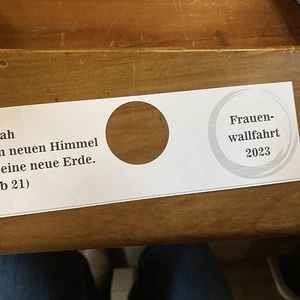 ah
n neuen Himmel
eine neue Erde.
b 21)
Frauen-
wallfahrt
2023